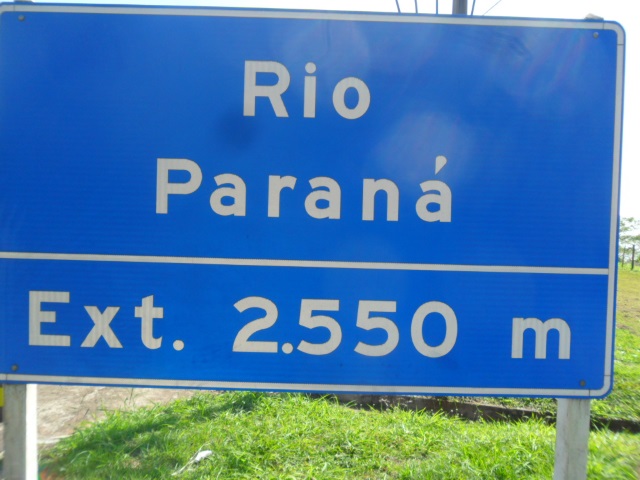 Rio
Paraná
Ext. 2.550 m